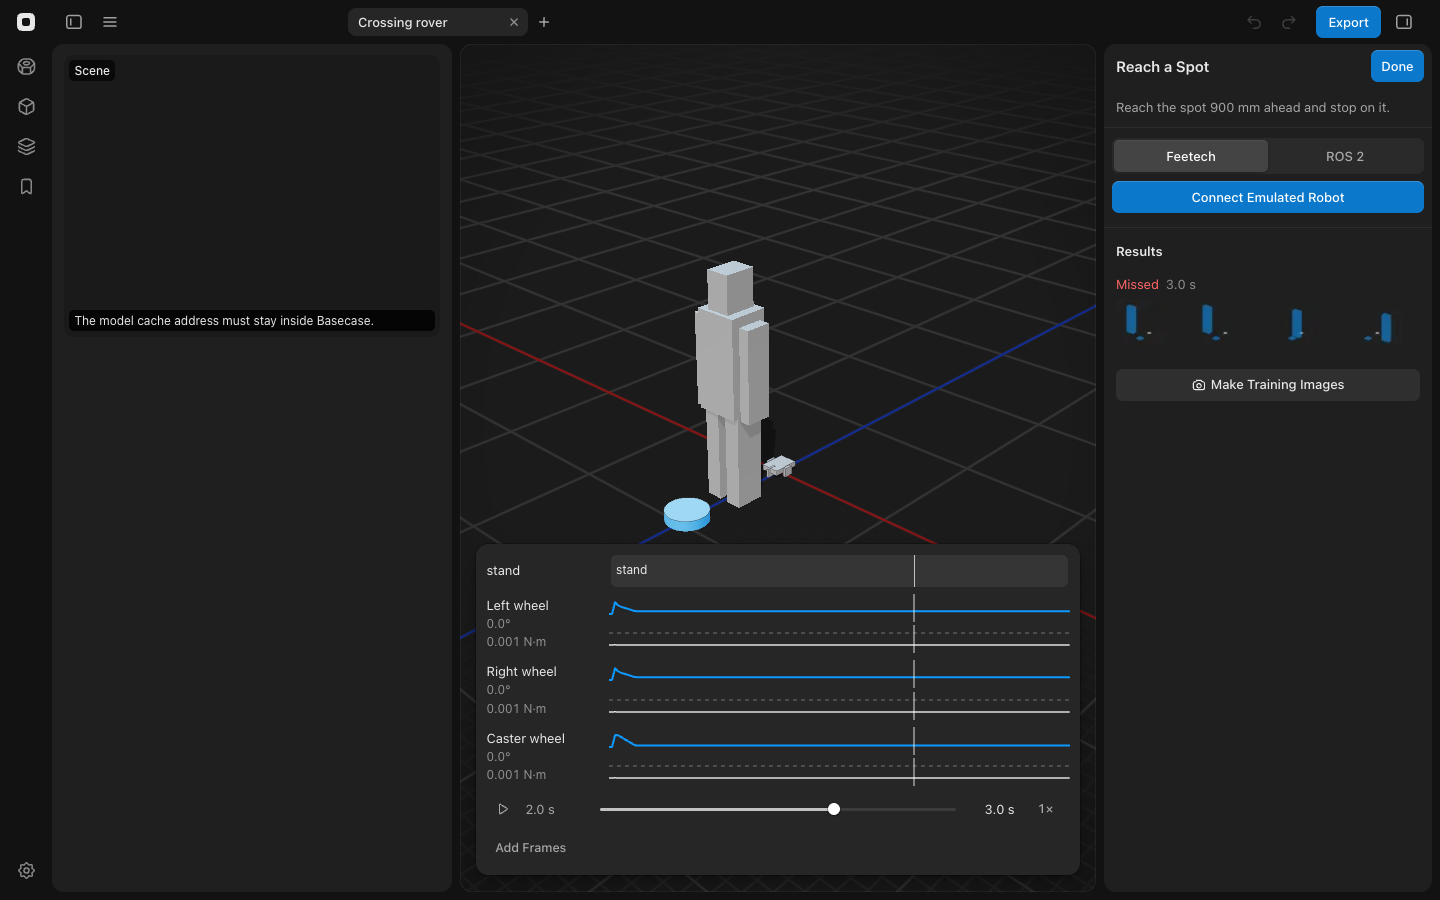 Crossing rover
Export
Scene
The model cache address must stay inside Basecase.
stand
stand
Left wheel
0.0°
0.001 N·m
Right wheel
0.0°
0.001 N·m
Caster wheel
0.0°
0.001 N·m
2.0 s
3.0 s
1×
Add Frames
Reach a Spot
Done
Reach the spot 900 mm ahead and stop on it.
Feetech
ROS 2
Connect Emulated Robot
Results
Missed 3.0 s
Make Training Images